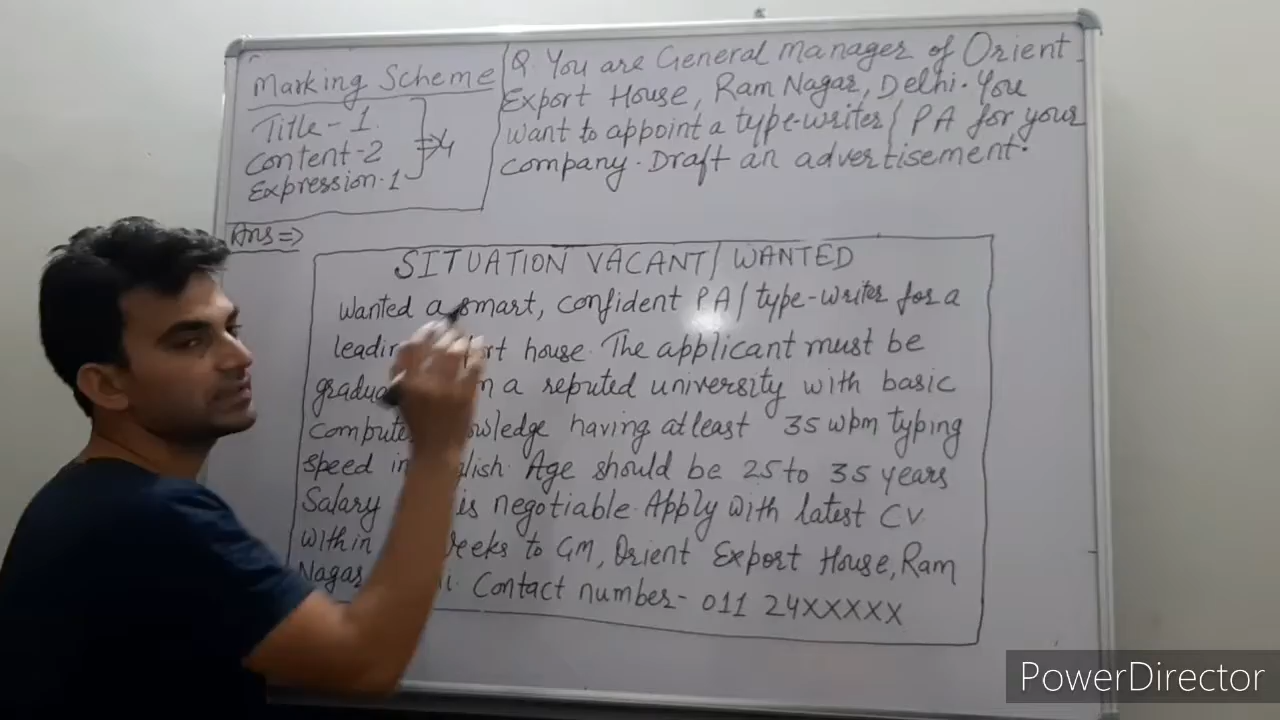 Marking Scheme
Title - 1
Content - 2
Expression - 1
⇒ 4
Q. You are General Manager of Orient
Export House, Ram Nagar, Delhi. You
want to appoint a type-writer/ PA for your
company. Draft an advertisement.
Ans ⇒
SITUATION VACANT/ WANTED
Wanted a smart, confident PA/ type-writer for a
house. The applicant must be
a reputed university with basic
having atleast 35 wpm typing
speed Age should be 25 to 35 years
Salary is negotiable. Apply with latest CV
within to GM, Orient Export House, Ram
Nagar Contact number - 011 24XXXXX
PowerDirector